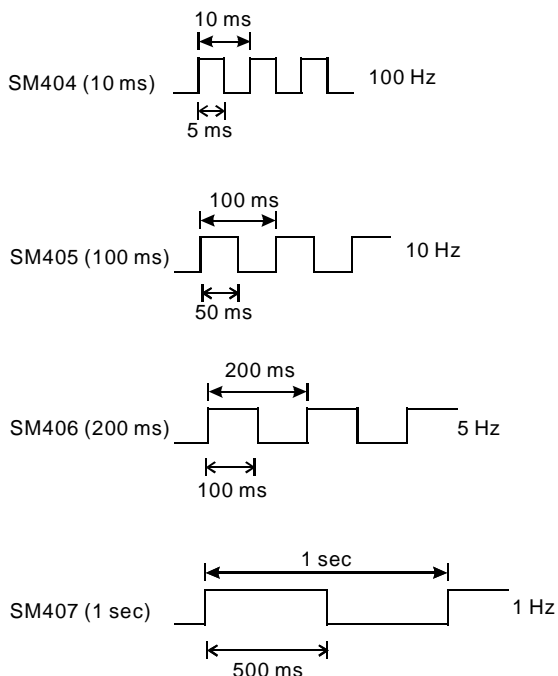 10 ms
SM404 (10 ms)
100 Hz
5 ms
100 ms
SM405 (100 ms)
10 Hz
50 ms
200 ms
SM406 (200 ms)
5 Hz
100 ms
1 sec
SM407 (1 sec)
1 Hz
500 ms